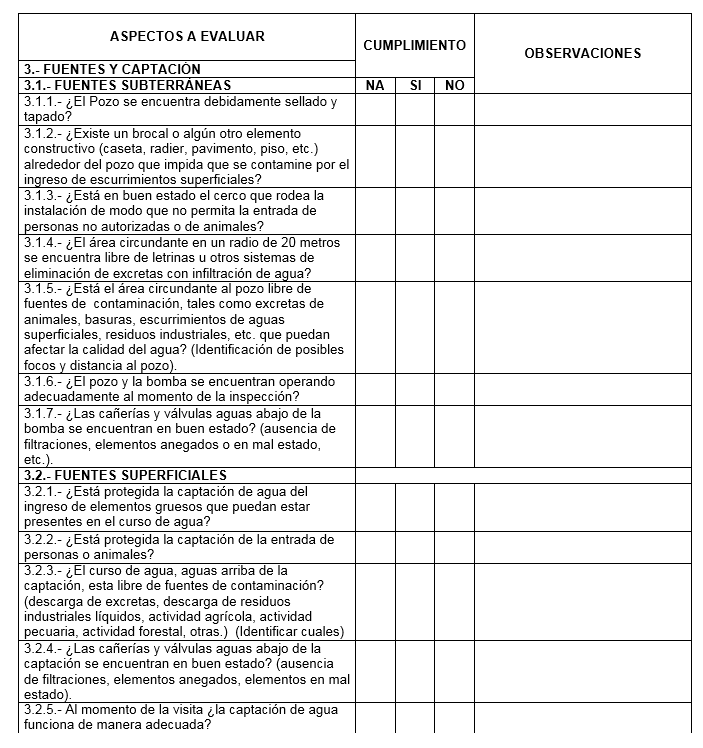 ASPECTOS A EVALUAR
CUMPLIMIENTO
OBSERVACIONES
3.- FUENTES Y CAPTACIÓN
3.1.- FUENTES SUBTERRÁNEAS
NA SI NO
3.1.1.- ¿El Pozo se encuentra debidamente sellado y
tapado?
3.1.2.- ¿Existe un brocal o algún otro elemento
constructivo (caseta, radier, pavimento, piso, etc.)
alrededor del pozo que impida que se contamine por el
ingreso de escurrimientos superficiales?
3.1.3.- ¿Está en buen estado el cerco que rodea la
instalación de modo que no permita la entrada de
personas no autorizadas o de animales?
3.1.4.- ¿El área circundante en un radio de 20 metros
se encuentra libre de letrinas u otros sistemas de
eliminación de excretas con infiltración de agua?
3.1.5.- ¿Está el área circundante al pozo libre de
fuentes de contaminación, tales como excretas de
animales, basuras, escurrimientos de aguas
superficiales, residuos industriales, etc. que puedan
afectar la calidad del agua? (Identificación de posibles
focos y distancia al pozo).
3.1.6.- ¿El pozo y la bomba se encuentran operando
adecuadamente al momento de la inspección?
3.1.7.- ¿Las cañerías y válvulas aguas abajo de la
bomba se encuentran en buen estado? (ausencia de
filtraciones, elementos anegados o en mal estado,
etc.).
3.2.- FUENTES SUPERFICIALES
3.2.1.- ¿Está protegida la captación de agua del
ingreso de elementos gruesos que puedan estar
presentes en el curso de agua?
3.2.2.- ¿Está protegida la captación de la entrada de
personas o animales?
3.2.3.- ¿El curso de agua, aguas arriba de la
captación, esta libre de fuentes de contaminación?
(descarga de excretas, descarga de residuos
industriales líquidos, actividad agrícola, actividad
pecuaria, actividad forestal, otras.) (Identificar cuales)
3.2.4.- ¿Las cañerías y válvulas aguas abajo de la
captación se encuentran en buen estado? (ausencia
de filtraciones, elementos anegados, elementos en mal
estado).
3.2.5.- Al momento de la visita ¿la captación de agua
funciona de manera adecuada?